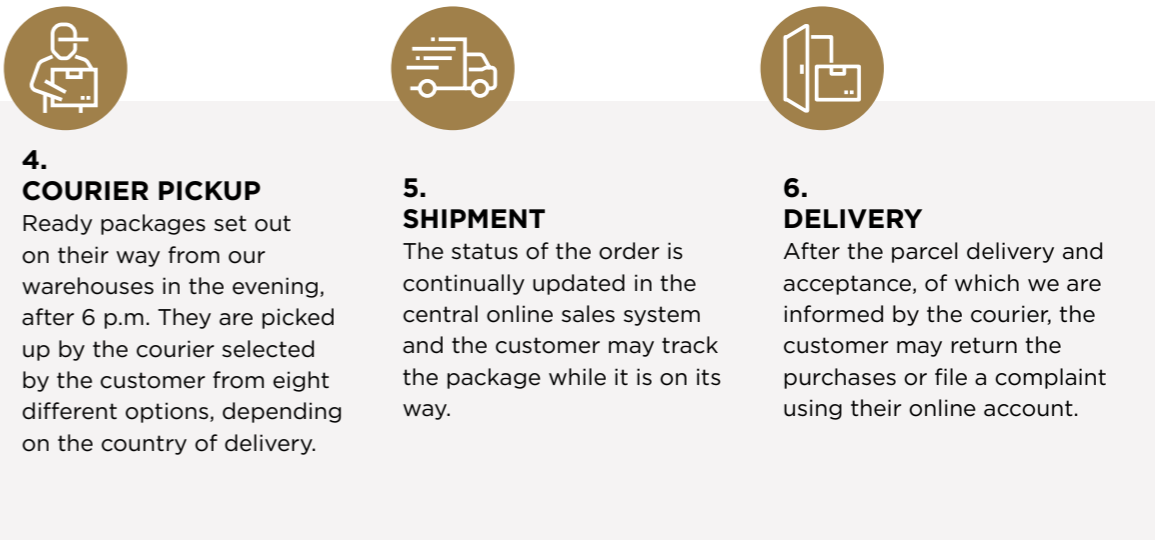 4.
COURIER PICKUP
Ready packages set out
on their way from our
warehouses in the evening,
after 6 p.m. They are picked
up by the courier selected
by the customer from eight
different options, depending
on the country of delivery.
5.
SHIPMENT
The status of the order is
continually updated in the
central online sales system
and the customer may track
the package while it is on its
way.
6.
DELIVERY
After the parcel delivery and
acceptance, of which we are
informed by the courier, the
customer may return the
purchases or file a complaint
using their online account.